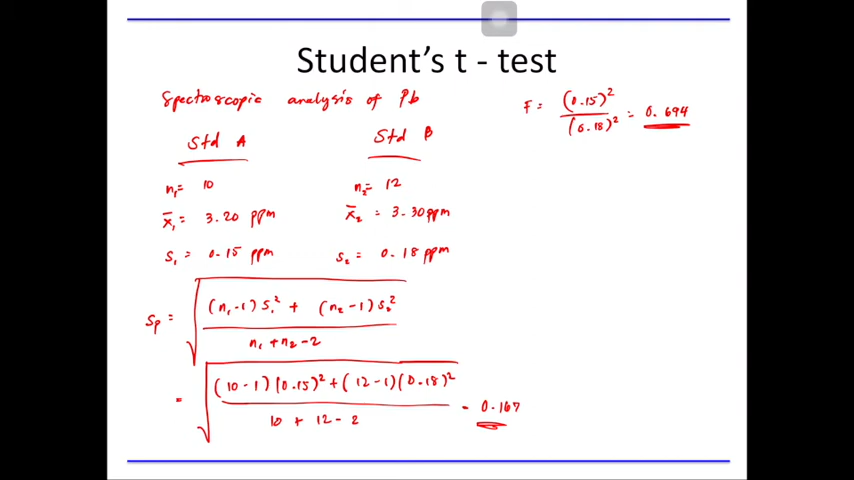 Student's t - test
Spectroscopic analysis of Pb
F = (0.15)² / (0.18)² = 0.694
Std A Std B
n₁= 10 n₂= 12
x̄₁ = 3.20 ppm x̄₂ = 3.30 ppm
s₁ = 0.15 ppm s₂ = 0.18 ppm
Sp = √((n₁-1)s₁² + (n₂-1)s₂² / n₁+n₂-2)
= √((10-1)(0.15)²+(12-1)(0.18)² / 10 + 12 - 2) = 0.167